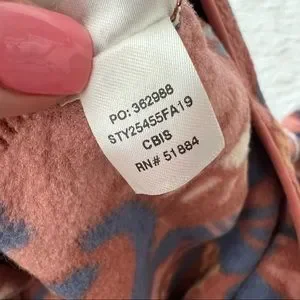 PO: 362988
STY25455FA19
CBIS
RN# 51884